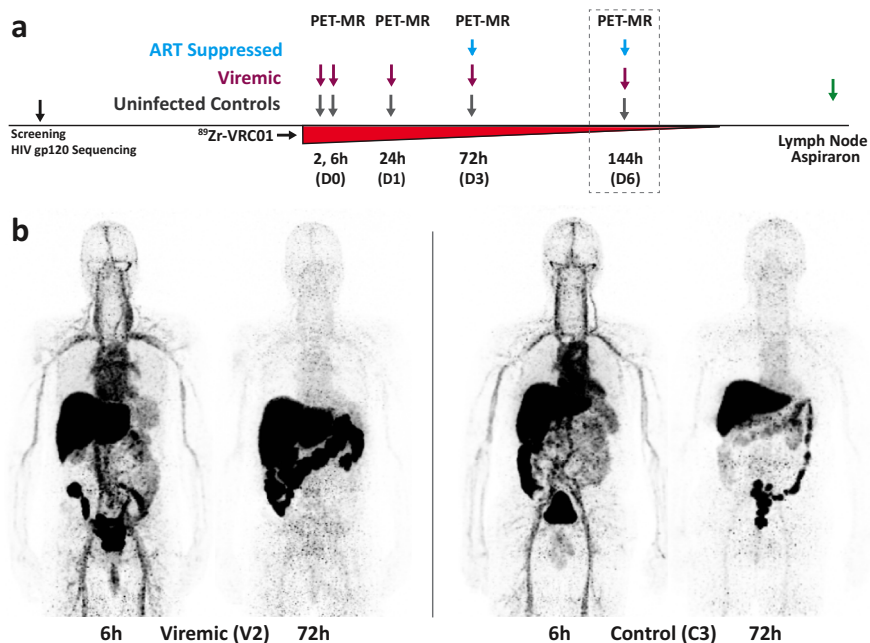 a
PET-MR PET-MR PET-MR PET-MR
ART Suppressed
Viremic
Uninfected Controls
Screening
HIV gp120 Sequencing
⁸⁹Zr-VRC01
2, 6h 24h 72h 144h
(D0) (D1) (D3) (D6)
Lymph Node
Aspiraron
b
6h Viremic (V2) 72h 6h Control (C3) 72h